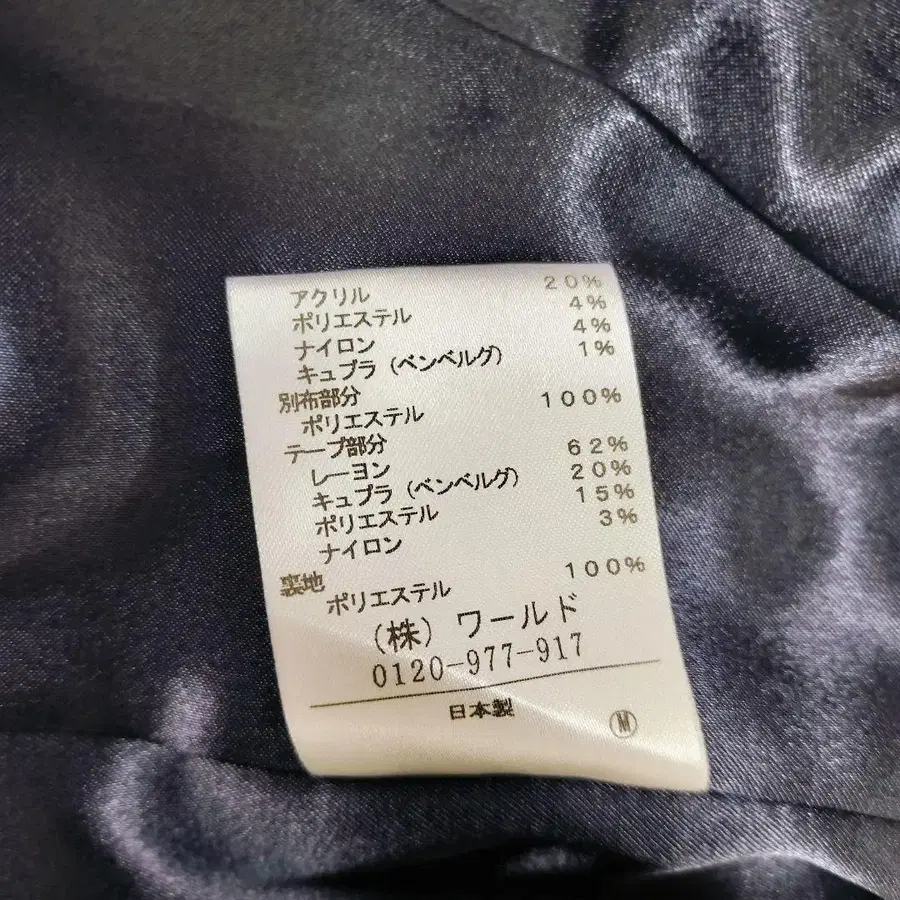 アクリル 20%
ポリエステル 4%
ナイロン 4%
キュプラ (ベンベルグ) 1%
別布部分
ポリエステル 100%
テープ部分
レーヨン 62%
キュプラ (ベンベルグ) 20%
ポリエステル 15%
ナイロン 3%
裏地
ポリエステル 100%
(株) ワールド
0120-977-917
日本製
M